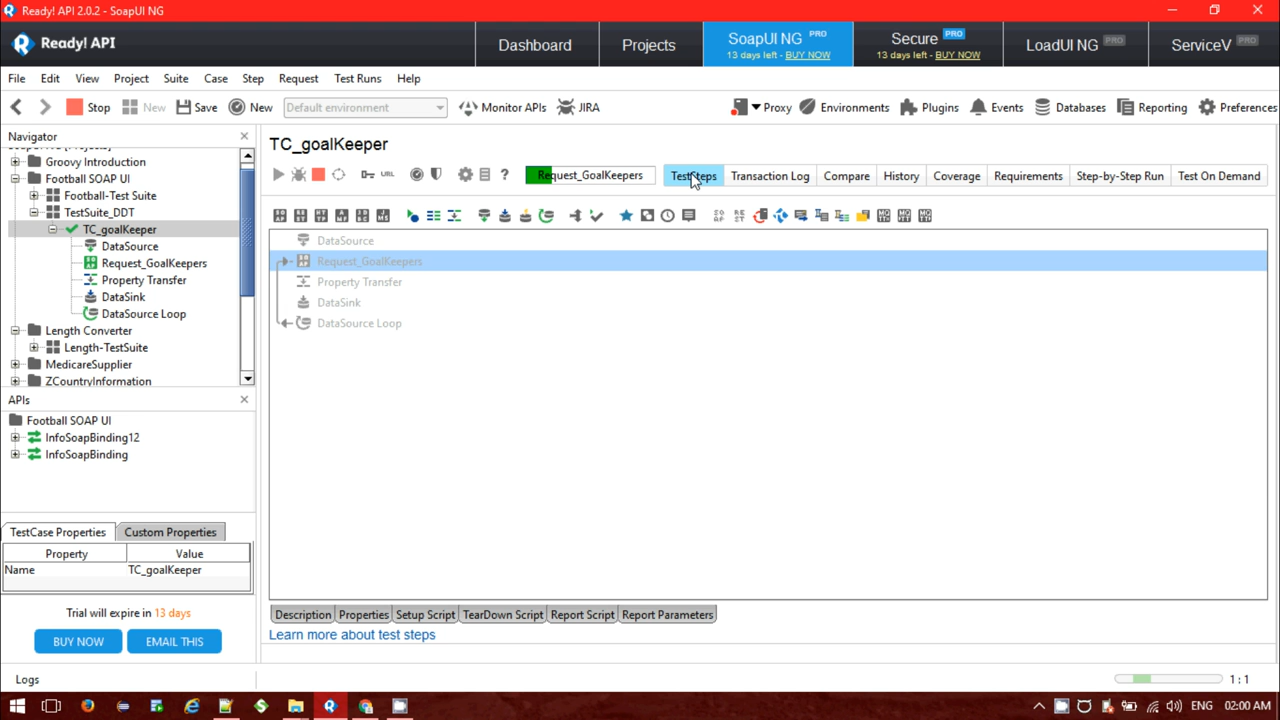 Ready! API 2.0.2 - SoapUI NG
Ready! API
Dashboard
Projects
SoapUI NG PRO
13 days left - BUY NOW
Secure PRO
13 days left - BUY NOW
LoadUI NG PRO
ServiceV PRO
File Edit View Project Suite Case Step Request Test Runs Help
Stop New Save New Default environment Monitor APIs JIRA Proxy Environments Plugins Events Databases Reporting Preferences
Navigator
Groovy Introduction
Football SOAP UI
Football-Test Suite
TestSuite_DDT
TC_goalKeeper
DataSource
Request_GoalKeepers
Property Transfer
DataSink
DataSource Loop
Length Converter
Length-TestSuite
MedicareSupplier
ZCountryInformation
APIs
Football SOAP UI
InfoSoapBinding12
InfoSoapBinding
TestCase Properties Custom Properties
Property Value
Name TC_goalKeeper
Trial will expire in 13 days
BUY NOW EMAIL THIS
Logs
TC_goalKeeper
URL ? Request_GoalKeepers TestSteps Transaction Log Compare History Coverage Requirements Step-by-Step Run Test On Demand
DataSource
Request_GoalKeepers
Property Transfer
DataSink
DataSource Loop
Description Properties Setup Script TearDown Script Report Script Report Parameters
Learn more about test steps
1 : 1
ENG 02:00 AM